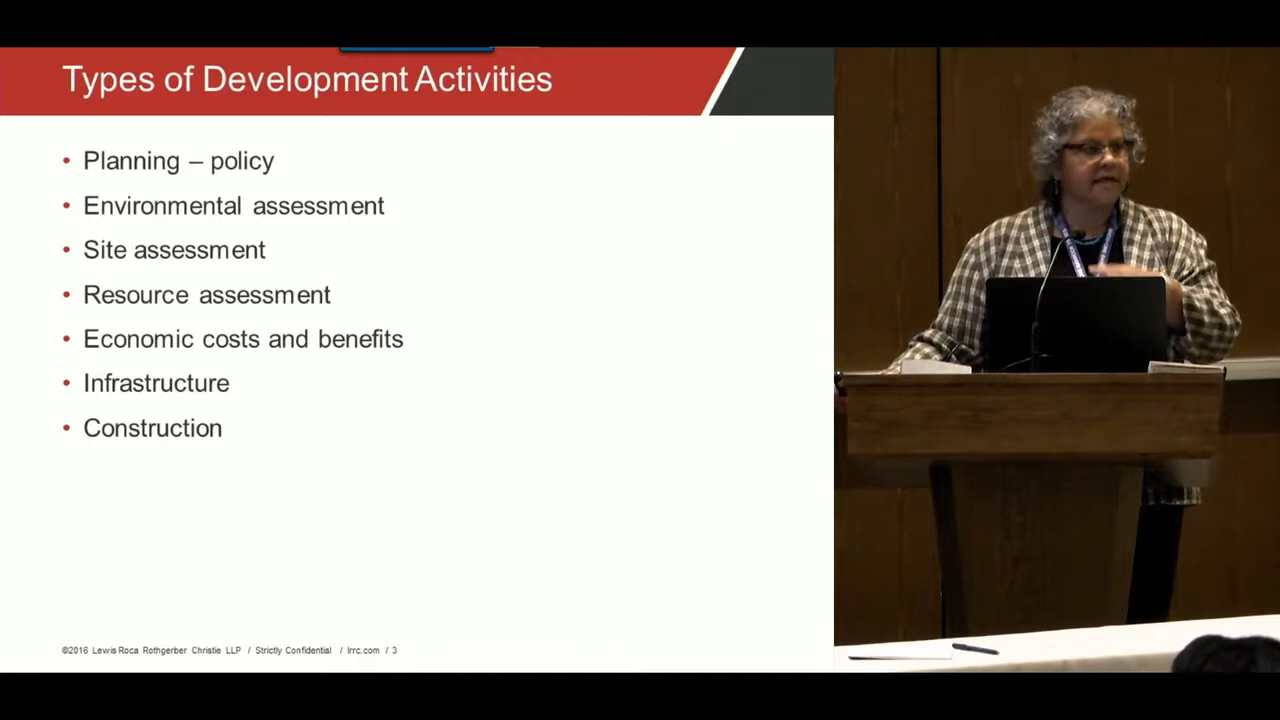 Types of Development Activities
• Planning – policy
• Environmental assessment
• Site assessment
• Resource assessment
• Economic costs and benefits
• Infrastructure
• Construction
©2016 Lewis Roca Rothgerber Christie LLP / Strictly Confidential / lrrc.com / 3